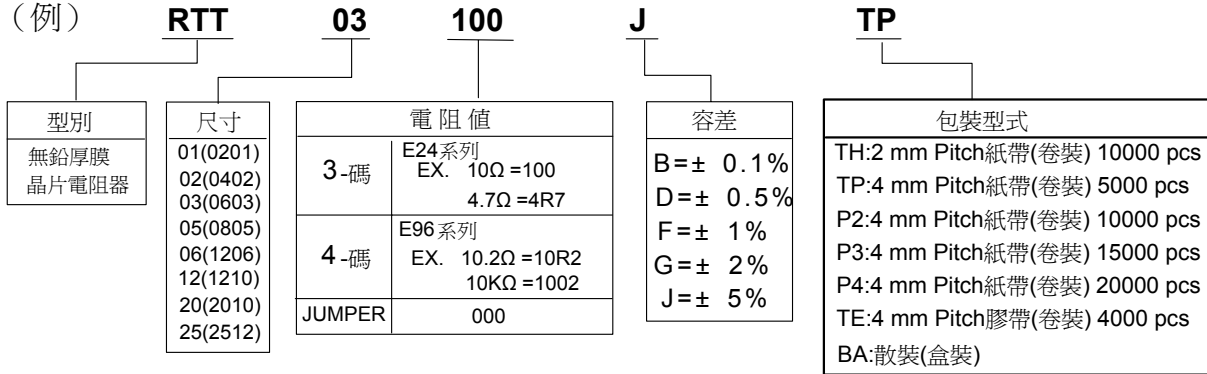 （例） RTT 03 100 J TP
型別
無鉛厚膜
晶片電阻器
尺寸
01(0201)
02(0402)
03(0603)
05(0805)
06(1206)
12(1210)
20(2010)
25(2512)
電阻值
3-碼
E24系列
EX. 10Ω =100
4.7Ω =4R7
4-碼
E96系列
EX. 10.2Ω =10R2
10KΩ =1002
JUMPER 000
容差
B=± 0.1%
D=± 0.5%
F=± 1%
G=± 2%
J=± 5%
包裝型式
TH:2 mm Pitch紙帶(卷裝) 10000 pcs
TP:4 mm Pitch紙帶(卷裝) 5000 pcs
P2:4 mm Pitch紙帶(卷裝) 10000 pcs
P3:4 mm Pitch紙帶(卷裝) 15000 pcs
P4:4 mm Pitch紙帶(卷裝) 20000 pcs
TE:4 mm Pitch膠帶(卷裝) 4000 pcs
BA:散裝(盒裝)